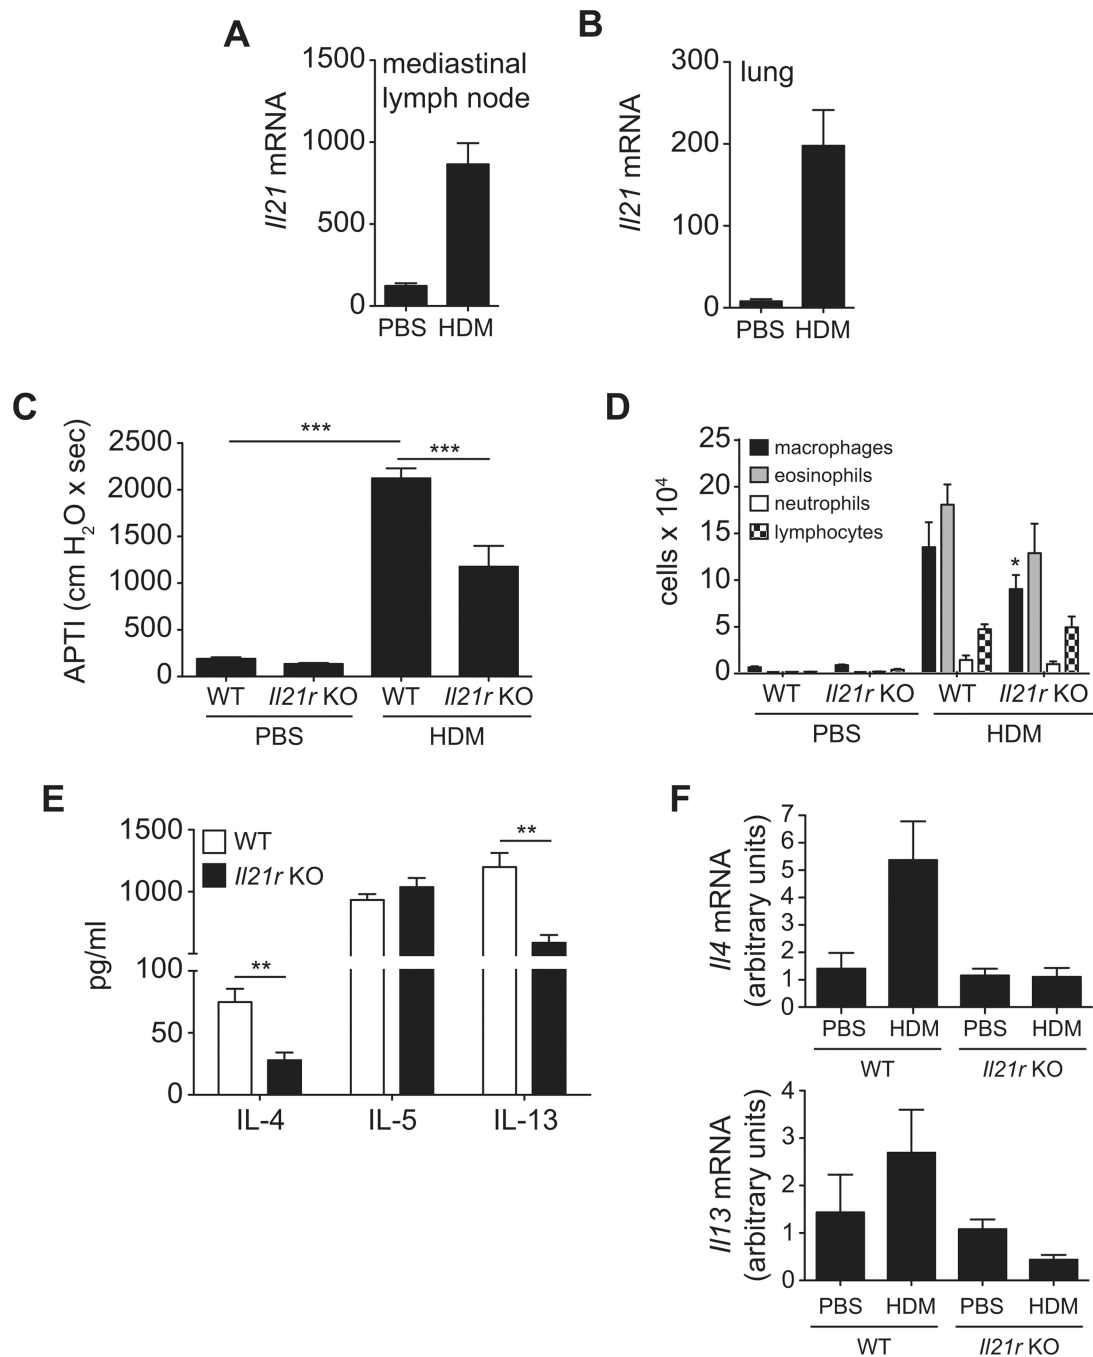 A
1500
1000
500
0
Il21 mRNA
mediastinal
lymph node
PBS HDM
B
300
200
100
0
Il21 mRNA
lung
PBS HDM
C
APTI (cm H2O x sec)
2500
2000
1500
1000
500
0
***
***
WT Il21r KO WT Il21r KO
PBS HDM
D
cells x 10⁴
25
20
15
10
5
0
macrophages
eosinophils
neutrophils
lymphocytes
*
WT Il21r KO WT Il21r KO
PBS HDM
E
pg/ml
1500
1000
100
50
0
WT
Il21r KO
**
**
IL-4 IL-5 IL-13
F
Il4 mRNA
(arbitrary units)
7
6
5
4
3
2
1
0
PBS HDM PBS HDM
WT Il21r KO
Il13 mRNA
(arbitrary units)
4
3
2
1
0
PBS HDM PBS HDM
WT Il21r KO